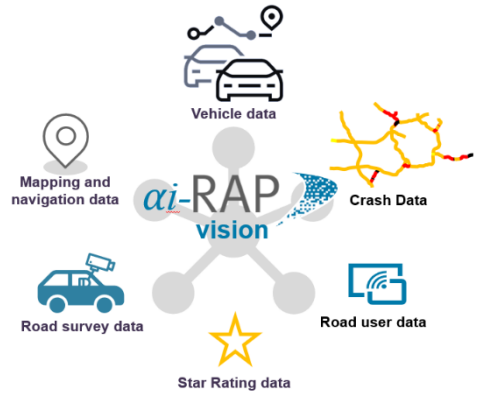 Vehicle data
Mapping and
navigation data
αi-RAP
vision
Crash Data
Road survey data
Road user data
Star Rating data